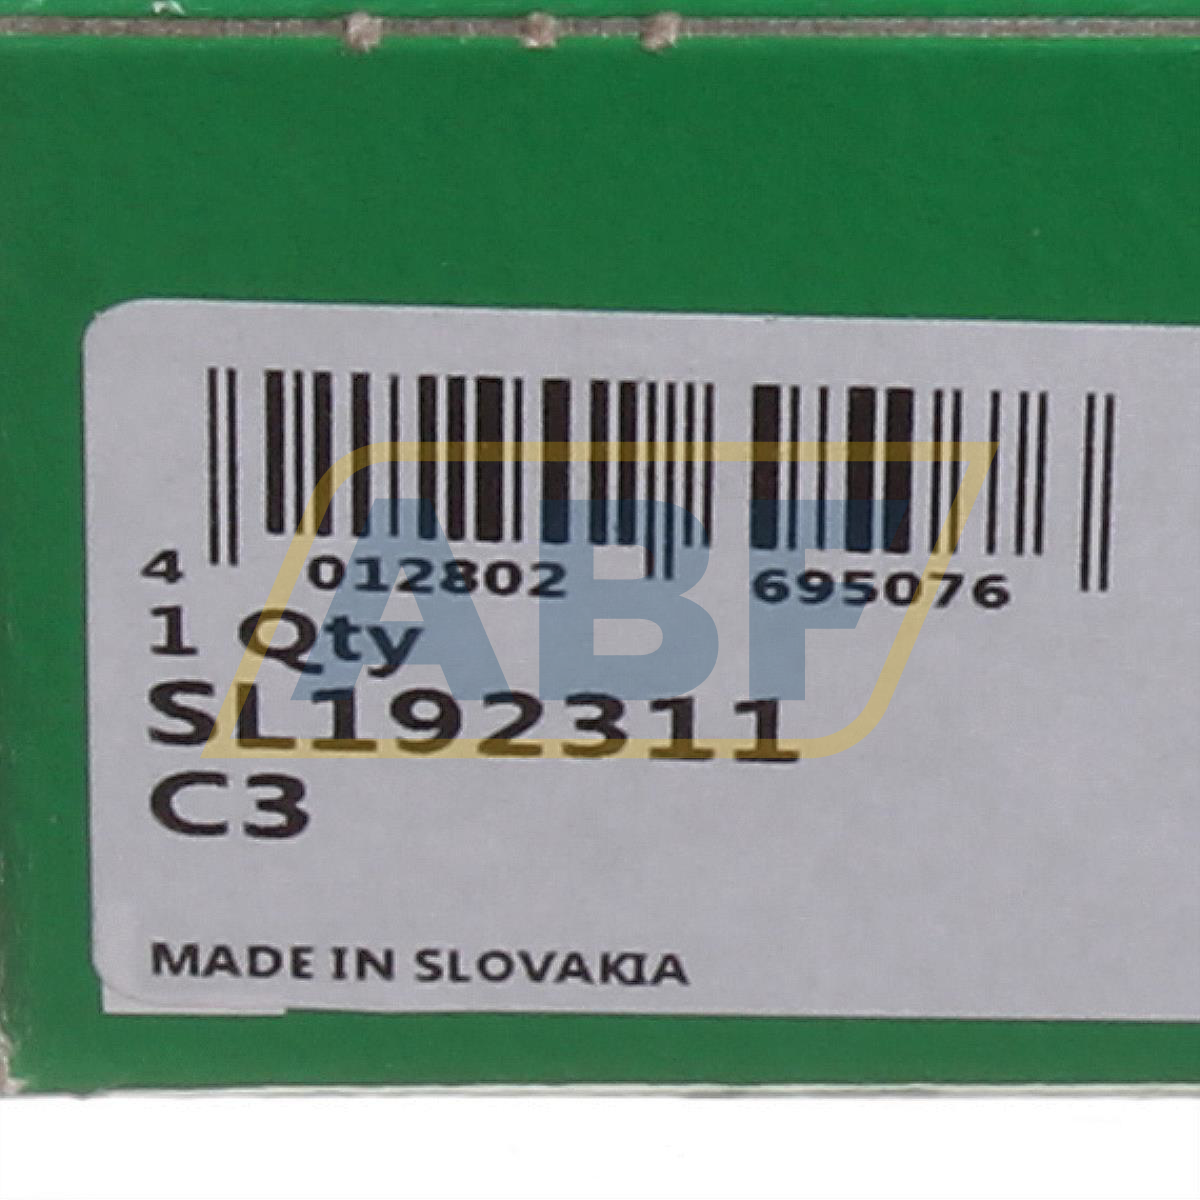 4 012802 695076
1 Qty
SL192311
C3
MADE IN SLOVAKIA
ABF